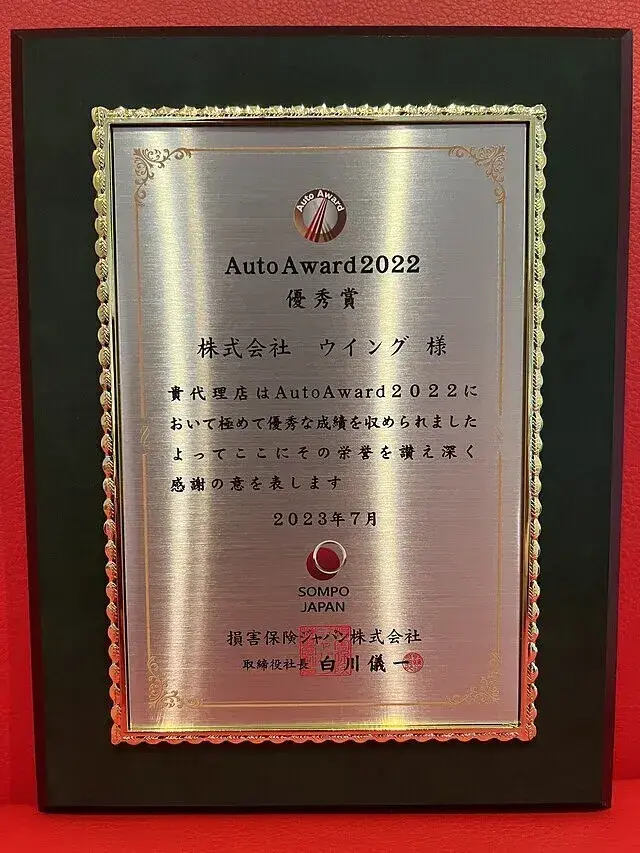 Auto Award
AutoAward2022
優秀賞
株式会社　ウイング 様
貴代理店はAutoAward2022に
おいて極めて優秀な成績を収められました
よってここにその栄誉を讃え深く
感謝の意を表します
2023年7月
SOMPO
JAPAN
損害保険ジャパン株式会社
取締役社長 白川儀一